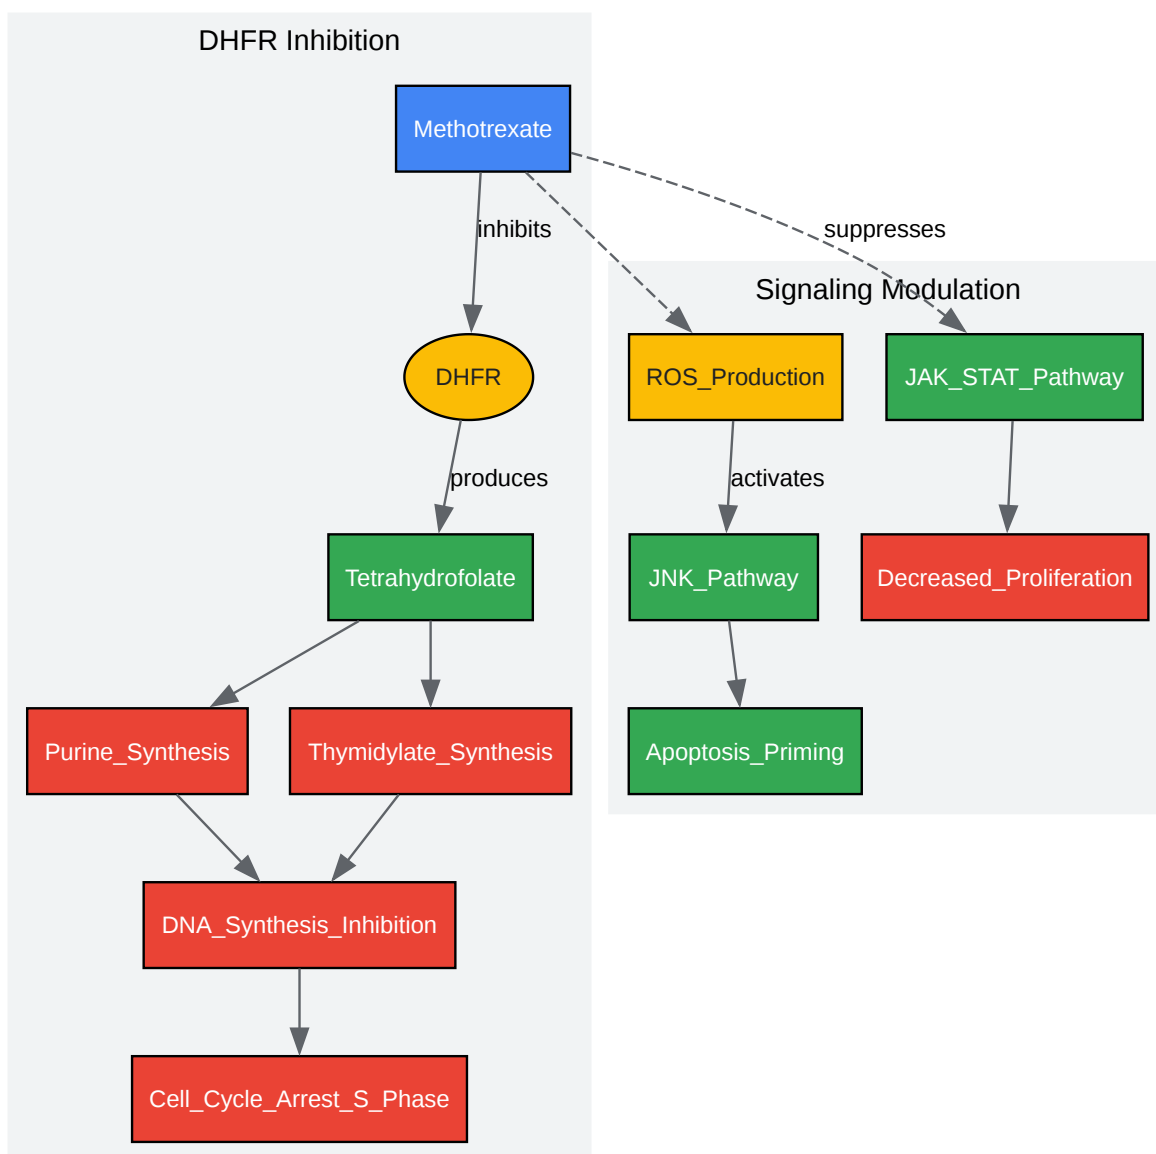 DHFR Inhibition
Methotrexate
inhibits
suppresses
Signaling Modulation
DHFR
ROS_Production
JAK_STAT_Pathway
produces
activates
Tetrahydrofolate
JNK_Pathway
Decreased_Proliferation
Purine_Synthesis
Thymidylate_Synthesis
Apoptosis_Priming
DNA_Synthesis_Inhibition
Cell_Cycle_Arrest_S_Phase